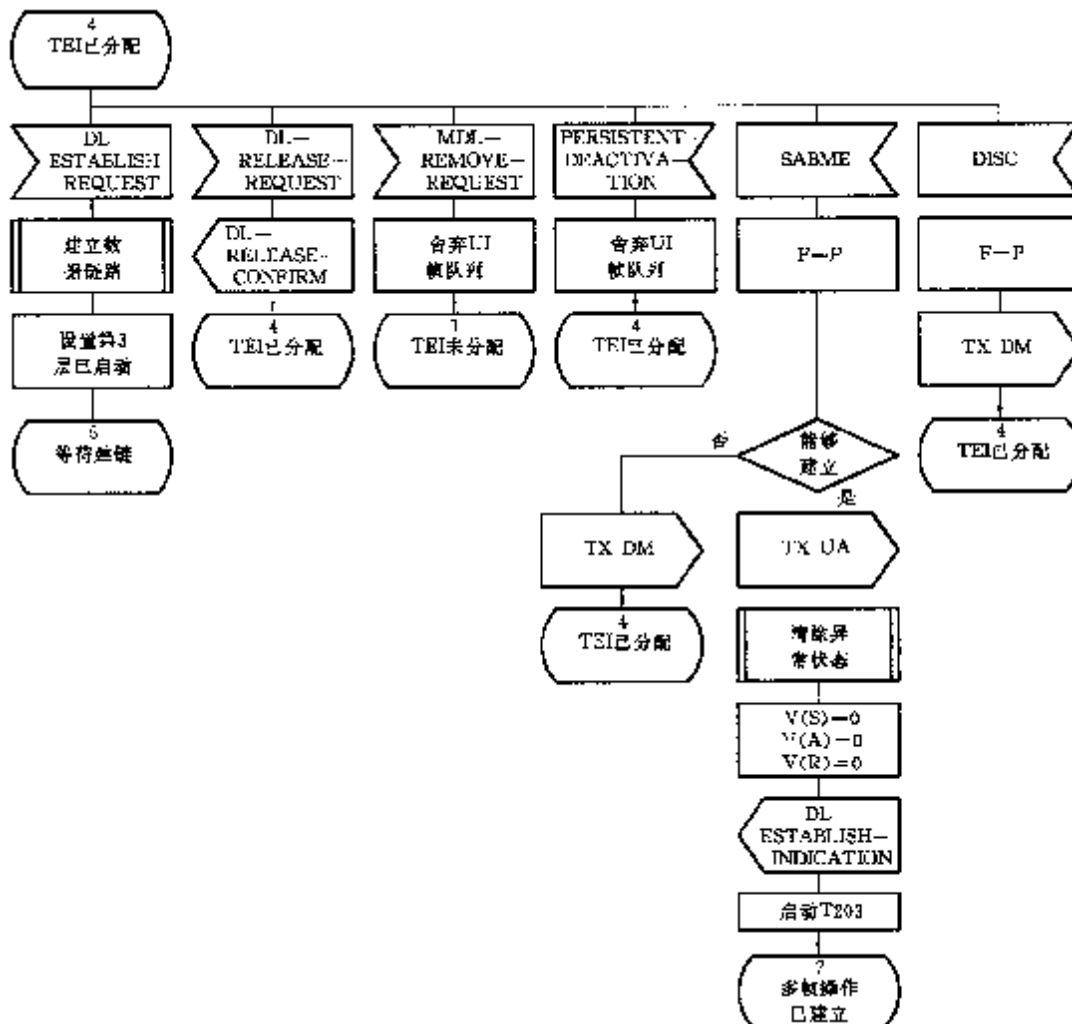 4
TEI已分配
DL
ESTABLISH
REQUEST
DL—
RELEASE—
REQUEST
MDL—
REMOVE—
REQUEST
PERSISTENT
DEACTIVA—
TION
SABME
DISC
建立数
据链路
DL—
RELEASE—
CONFIRM
舍弃UI
帧队列
舍弃UI
帧队列
F—P
F—P
设置第3
层已启动
4
TEI已分配
1
TEI未分配
4
TEI已分配
TX DM
5
等待建链
否
能够
建立
是
4
TEI已分配
TX DM
TX UA
4
TEI已分配
清除异
常状态
V(S)=0
V(A)=0
V(R)=0
DL
ESTABLISH—
INDICATION
启动T203
7
多帧操作
已建立